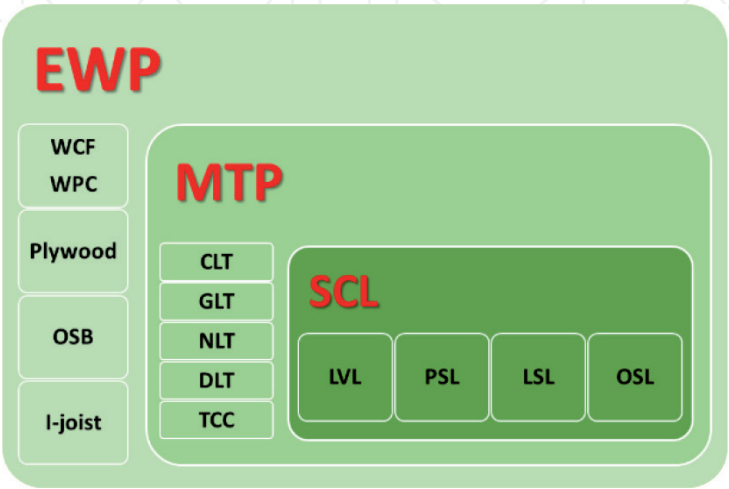 EWP
WCF
WPC
Plywood
OSB
I-joist
MTP
CLT
GLT
NLT
DLT
TCC
SCL
LVL
PSL
LSL
OSL